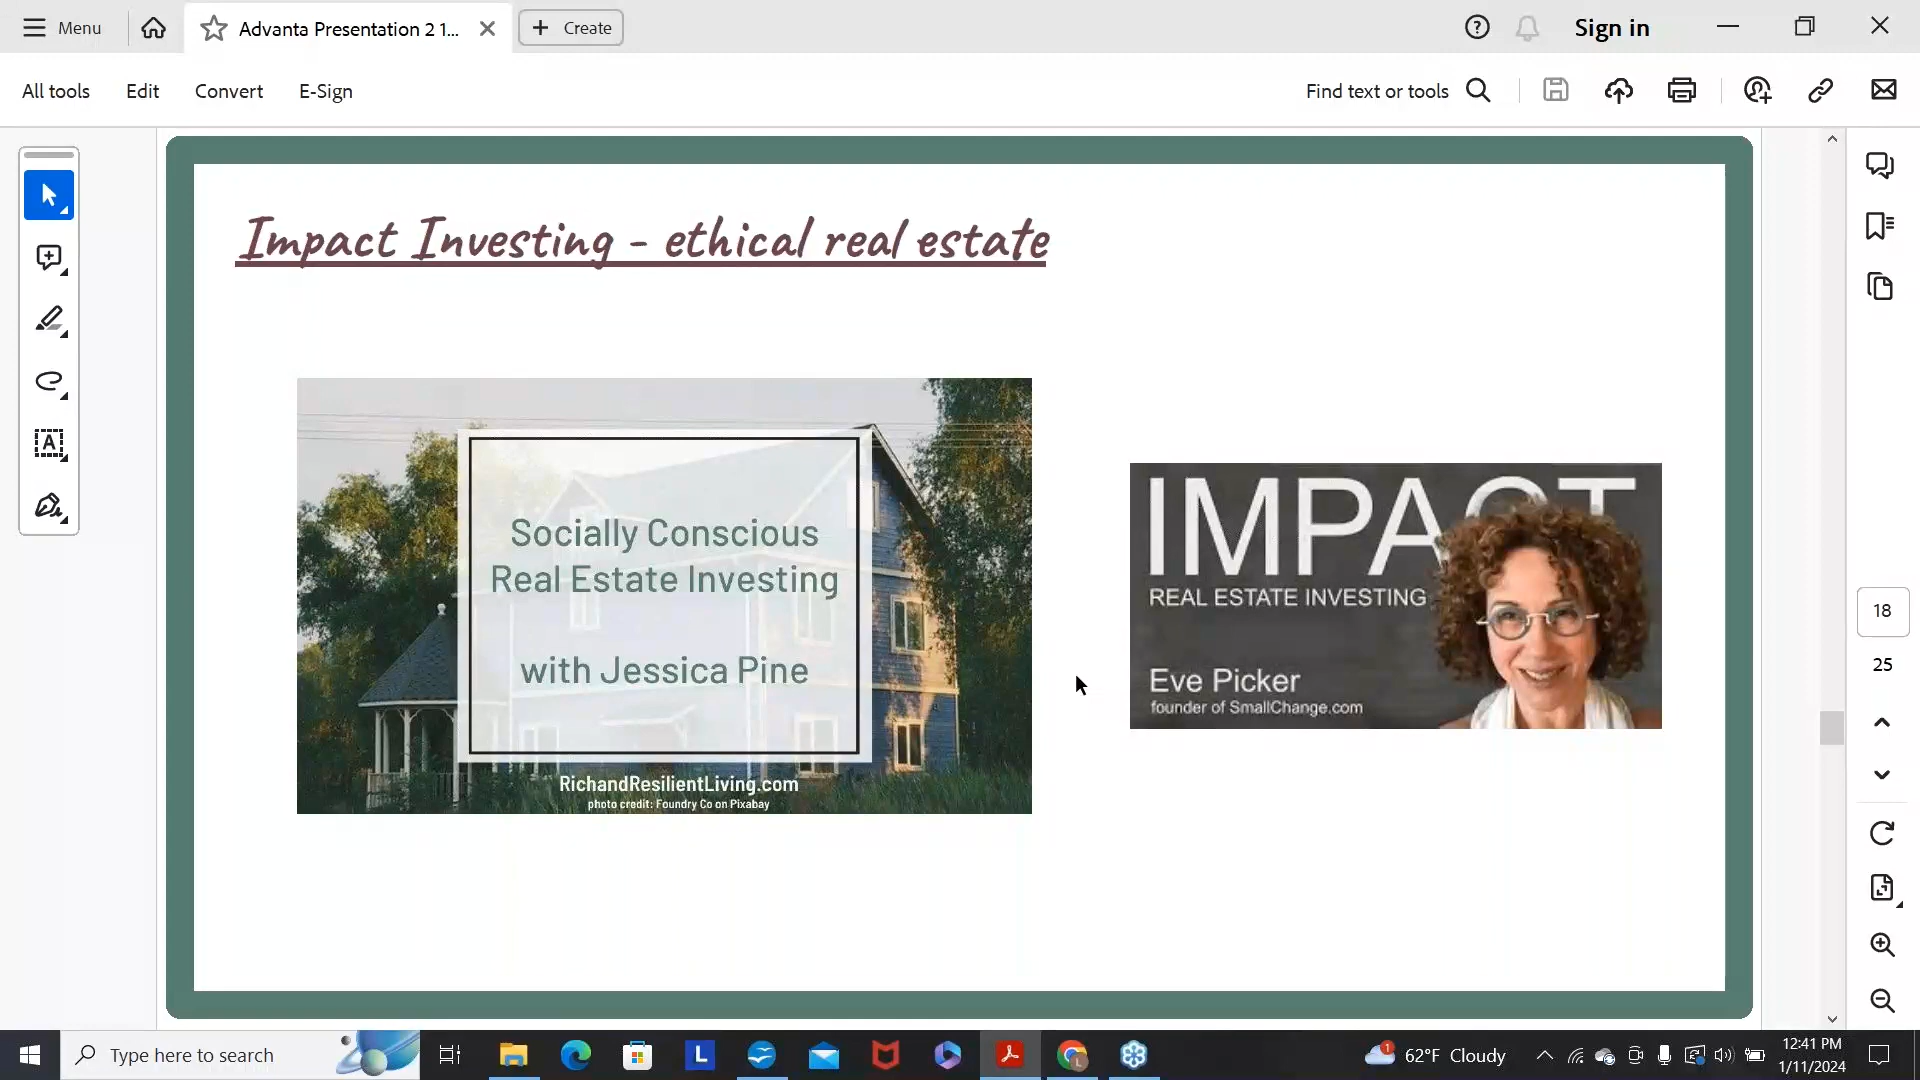 Menu
Advanta Presentation 2 1...
Create
Sign in
All tools
Edit
Convert
E-Sign
Find text or tools
Impact Investing - ethical real estate
Socially Conscious
Real Estate Investing
with Jessica Pine
RichandResilientLiving.com
photo credit: Foundry Co on Pixabay
IMPACT
REAL ESTATE INVESTING
Eve Picker
founder of SmallChange.com
18
25
Type here to search
62°F Cloudy
12:41 PM
1/11/2024